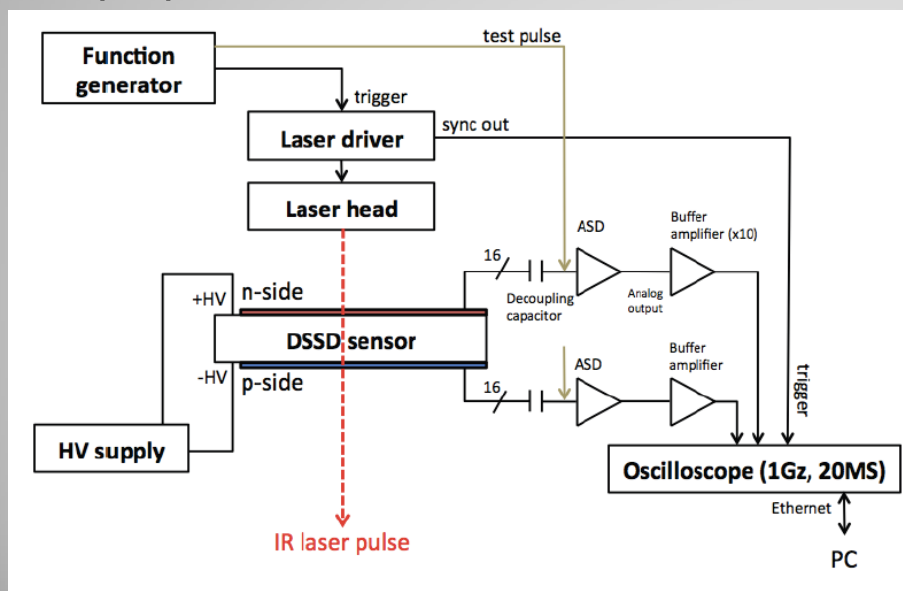 Function
generator
test pulse
trigger
Laser driver
sync out
Laser head
+HV
n-side
DSSD sensor
-HV
p-side
HV supply
IR laser pulse
16
Decoupling
capacitor
ASD
Analog
output
Buffer
amplifier (x10)
16
ASD
Buffer
amplifier
trigger
Oscilloscope (1Gz, 20MS)
Ethernet
PC